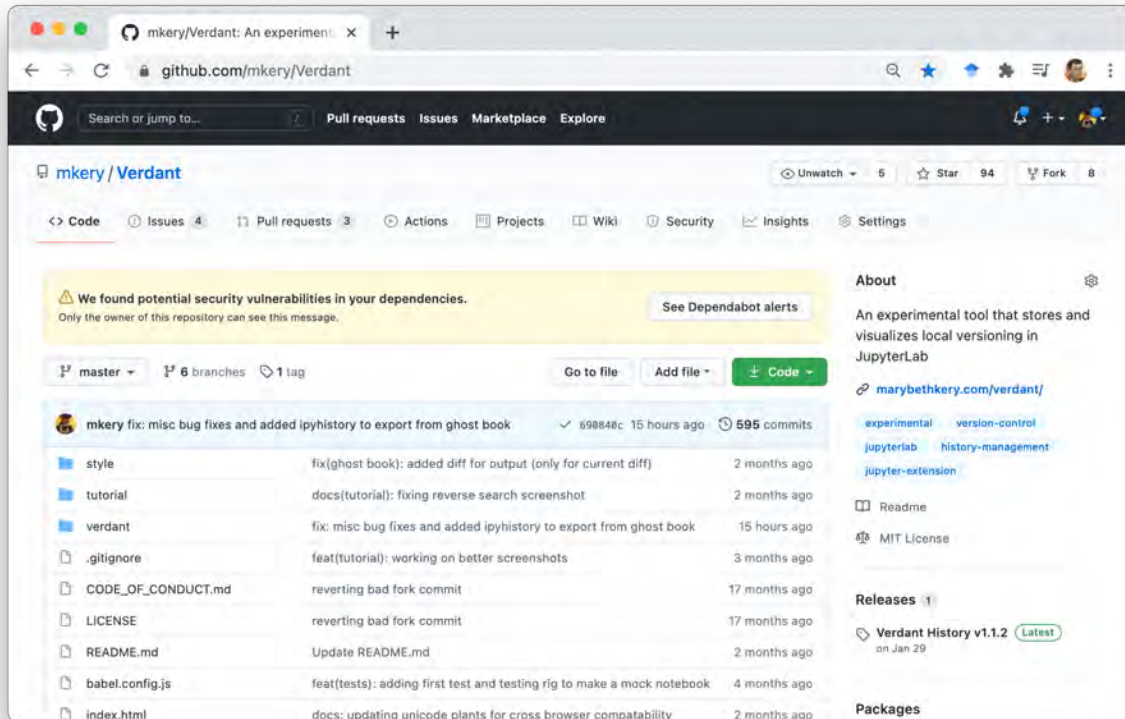 mkery/Verdant: An experiment
github.com/mkery/Verdant
Search or jump to... / Pull requests Issues Marketplace Explore
mkery / Verdant Unwatch 5 Star 94 Fork 8
<> Code Issues 4 Pull requests 3 Actions Projects Wiki Security Insights Settings
We found potential security vulnerabilities in your dependencies.
Only the owner of this repository can see this message.
See Dependabot alerts
master 6 branches 1 tag Go to file Add file Code
mkery fix: misc bug fixes and added ipyhistory to export from ghost book 690840c 15 hours ago 595 commits
style fix(ghost book): added diff for output (only for current diff) 2 months ago
tutorial docs(tutorial): fixing reverse search screenshot 2 months ago
verdant fix: misc bug fixes and added ipyhistory to export from ghost book 15 hours ago
.gitignore feat(tutorial): working on better screenshots 3 months ago
CODE_OF_CONDUCT.md reverting bad fork commit 17 months ago
LICENSE reverting bad fork commit 17 months ago
README.md Update README.md 2 months ago
babel.config.js feat(tests): adding first test and testing rig to make a mock notebook 4 months ago
index.html docs: updating unicode plants for cross browser compatability 2 months ago
About
An experimental tool that stores and
visualizes local versioning in
JupyterLab
marybethkery.com/verdant/
experimental version-control
jupyterlab history-management
jupyter-extension
Readme
MIT License
Releases 1
Verdant History v1.1.2 Latest
on Jan 29
Packages